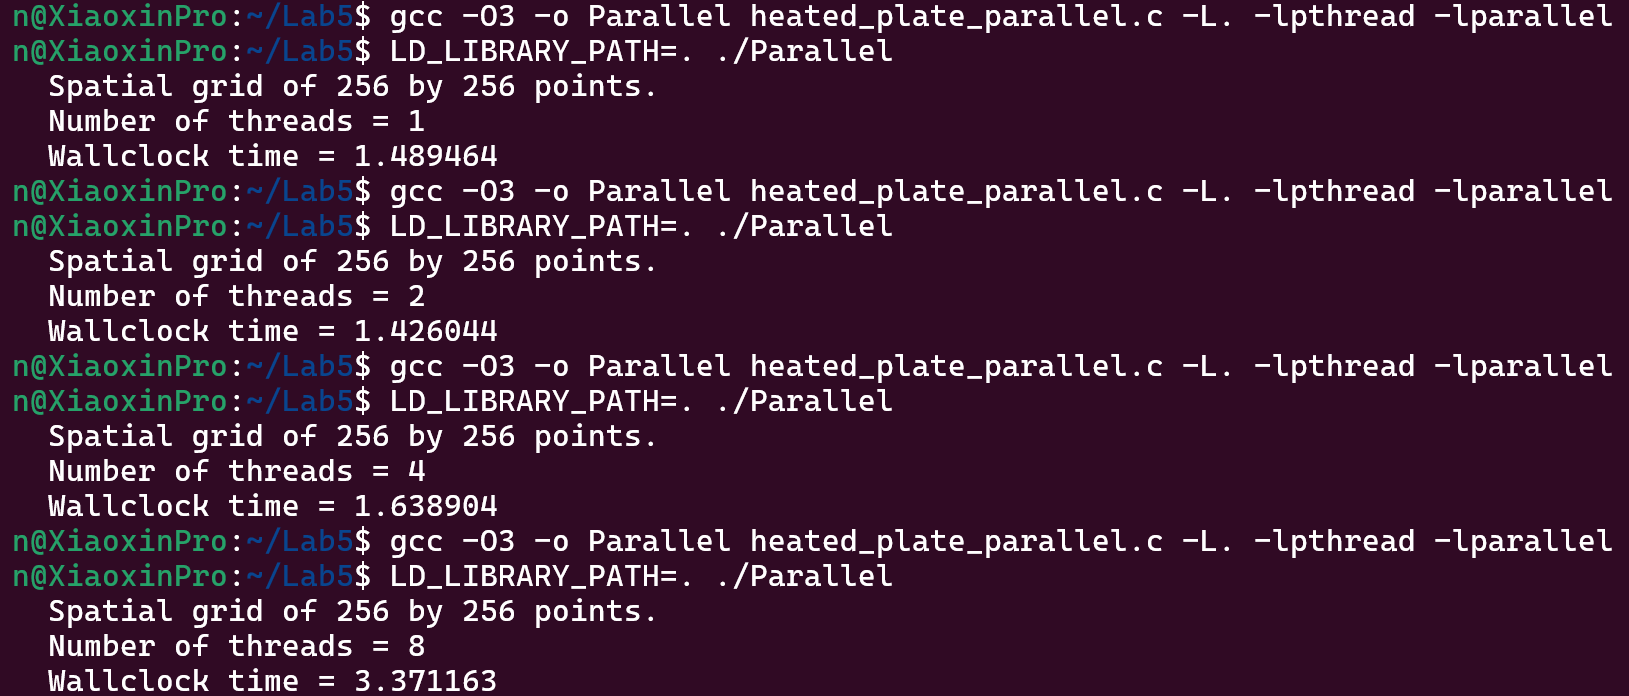 n@XiaoxinPro:~/Lab5$ gcc -O3 -o Parallel heated_plate_parallel.c -L. -lpthread -lparallel
n@XiaoxinPro:~/Lab5$ LD_LIBRARY_PATH=. ./Parallel
  Spatial grid of 256 by 256 points.
  Number of threads = 1
  Wallclock time = 1.489464
n@XiaoxinPro:~/Lab5$ gcc -O3 -o Parallel heated_plate_parallel.c -L. -lpthread -lparallel
n@XiaoxinPro:~/Lab5$ LD_LIBRARY_PATH=. ./Parallel
  Spatial grid of 256 by 256 points.
  Number of threads = 2
  Wallclock time = 1.426044
n@XiaoxinPro:~/Lab5$ gcc -O3 -o Parallel heated_plate_parallel.c -L. -lpthread -lparallel
n@XiaoxinPro:~/Lab5$ LD_LIBRARY_PATH=. ./Parallel
  Spatial grid of 256 by 256 points.
  Number of threads = 4
  Wallclock time = 1.638904
n@XiaoxinPro:~/Lab5$ gcc -O3 -o Parallel heated_plate_parallel.c -L. -lpthread -lparallel
n@XiaoxinPro:~/Lab5$ LD_LIBRARY_PATH=. ./Parallel
  Spatial grid of 256 by 256 points.
  Number of threads = 8
  Wallclock time = 3.371163